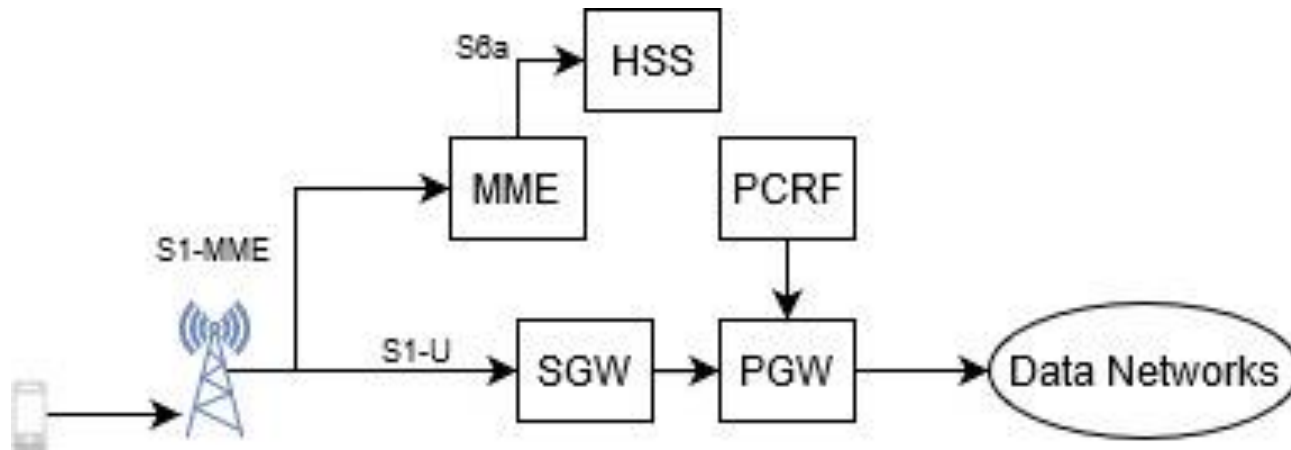 S6a
HSS
MME
PCRF
S1-MME
S1-U
SGW
PGW
Data Networks